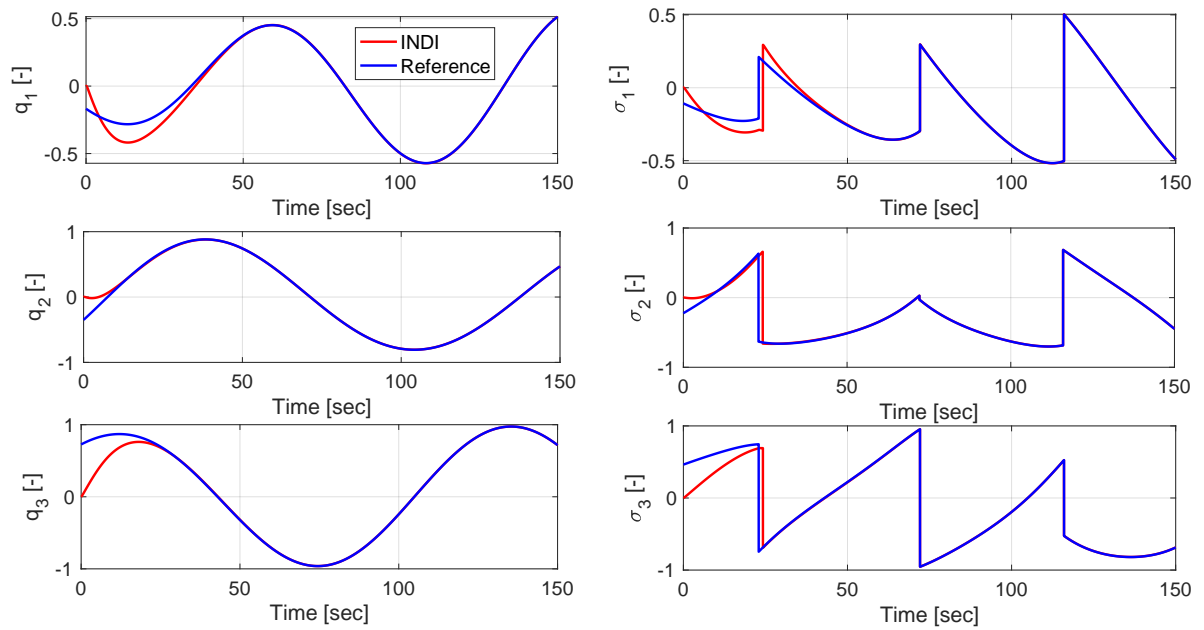 0.5
0
-0.5
q1 [-]
INDI
Reference
0 50 100 150
Time [sec]
0.5
0
-0.5
σ1 [-]
0 50 100 150
Time [sec]
1
0
-1
q2 [-]
0 50 100 150
Time [sec]
1
0
-1
σ2 [-]
0 50 100 150
Time [sec]
1
0
-1
q3 [-]
0 50 100 150
Time [sec]
1
0
-1
σ3 [-]
0 50 100 150
Time [sec]